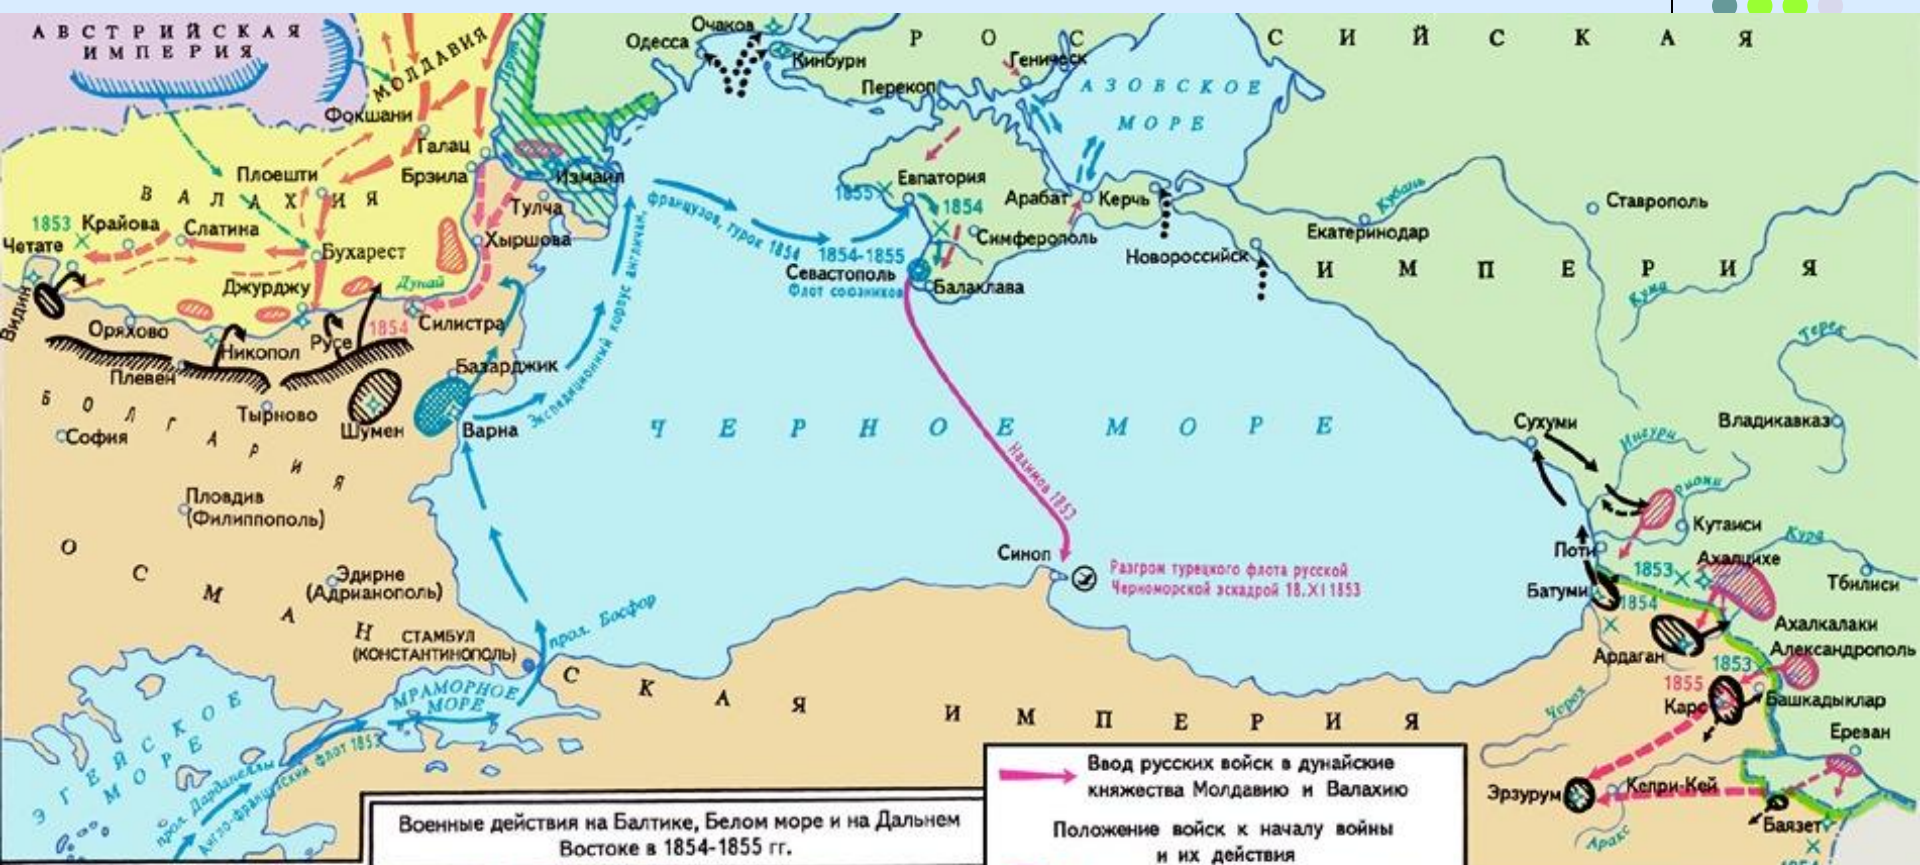 АВСТРИЙСКАЯ
ИМПЕРИЯ
МОЛДАВИЯ
Прут
Фокшани
Галац
Брэила
Измаил
Тулча
Плоешти
ВАЛАХИЯ
1853
Крайова
Слатина
Четате
Бухарест
Хыршова
Видин
Джурджу
Дунай
Оряхово
Никополь
Русе
1854
Силистра
Плевен
Базарджик
Тырново
Шумен
Варна
БОЛГАРИЯ
София
Пловдив
(Филиппополь)
Эдирне
(Адрианополь)
СТАМБУЛ
(КОНСТАНТИНОПОЛЬ)
прол. Босфор
МРАМОРНОЕ
МОРЕ
ЭГЕЙСКОЕ
МОРЕ
прол. Дарданеллы
Англо-французский флот 1853
ОСМАНСКАЯ ИМПЕРИЯ
Экспедиционный корпус англичан,
французов, турок 1854
Одесса
Очаков
Кинбурн
Перекоп
Геническ
РОССИЙСКАЯ
ИМПЕРИЯ
АЗОВСКОЕ
МОРЕ
1855
Евпатория
1854
Симферополь
Арабат
Керчь
1854-1855
Севастополь
Флот союзников
Балаклава
Новороссийск
Екатеринодар
Кубань
Ставрополь
Кума
Терек
Владикавказ
ЧЕРНОЕ МОРЕ
Нахимов 1853
Синоп
Разгром турецкого флота русской
Черноморской эскадрой 18.XI 1853
Сухуми
Ингури
Риони
Кутаиси
Поти
Кура
Ахалцихе
1853
Тбилиси
Батуми
1854
Ахалкалаки
Ардаган
Александрополь
1853
1855
Карс
Башкадыклар
Чорох
Ереван
Эрзурум
Кепри-Кей
Аракс
Баязет
1854
Военные действия на Балтике, Белом море и на Дальнем
Востоке в 1854-1855 гг.
Ввод русских войск в дунайские
княжества Молдавию и Валахию
Положение войск к началу войны
и их действия